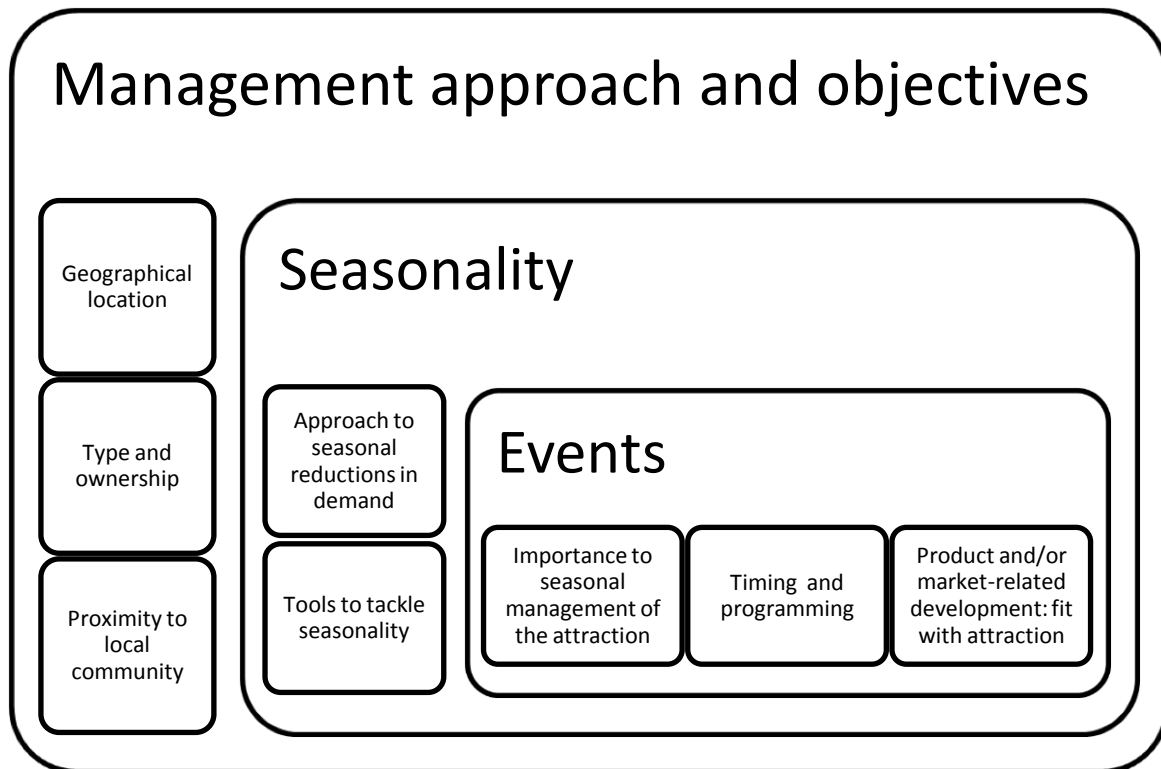 Management approach and objectives
Geographical
location
Type and
ownership
Proximity to
local
community
Seasonality
Approach to
seasonal
reductions in
demand
Tools to tackle
seasonality
Events
Importance to
seasonal
management of
the attraction
Timing and
programming
Product and/or
market-related
development: fit
with attraction